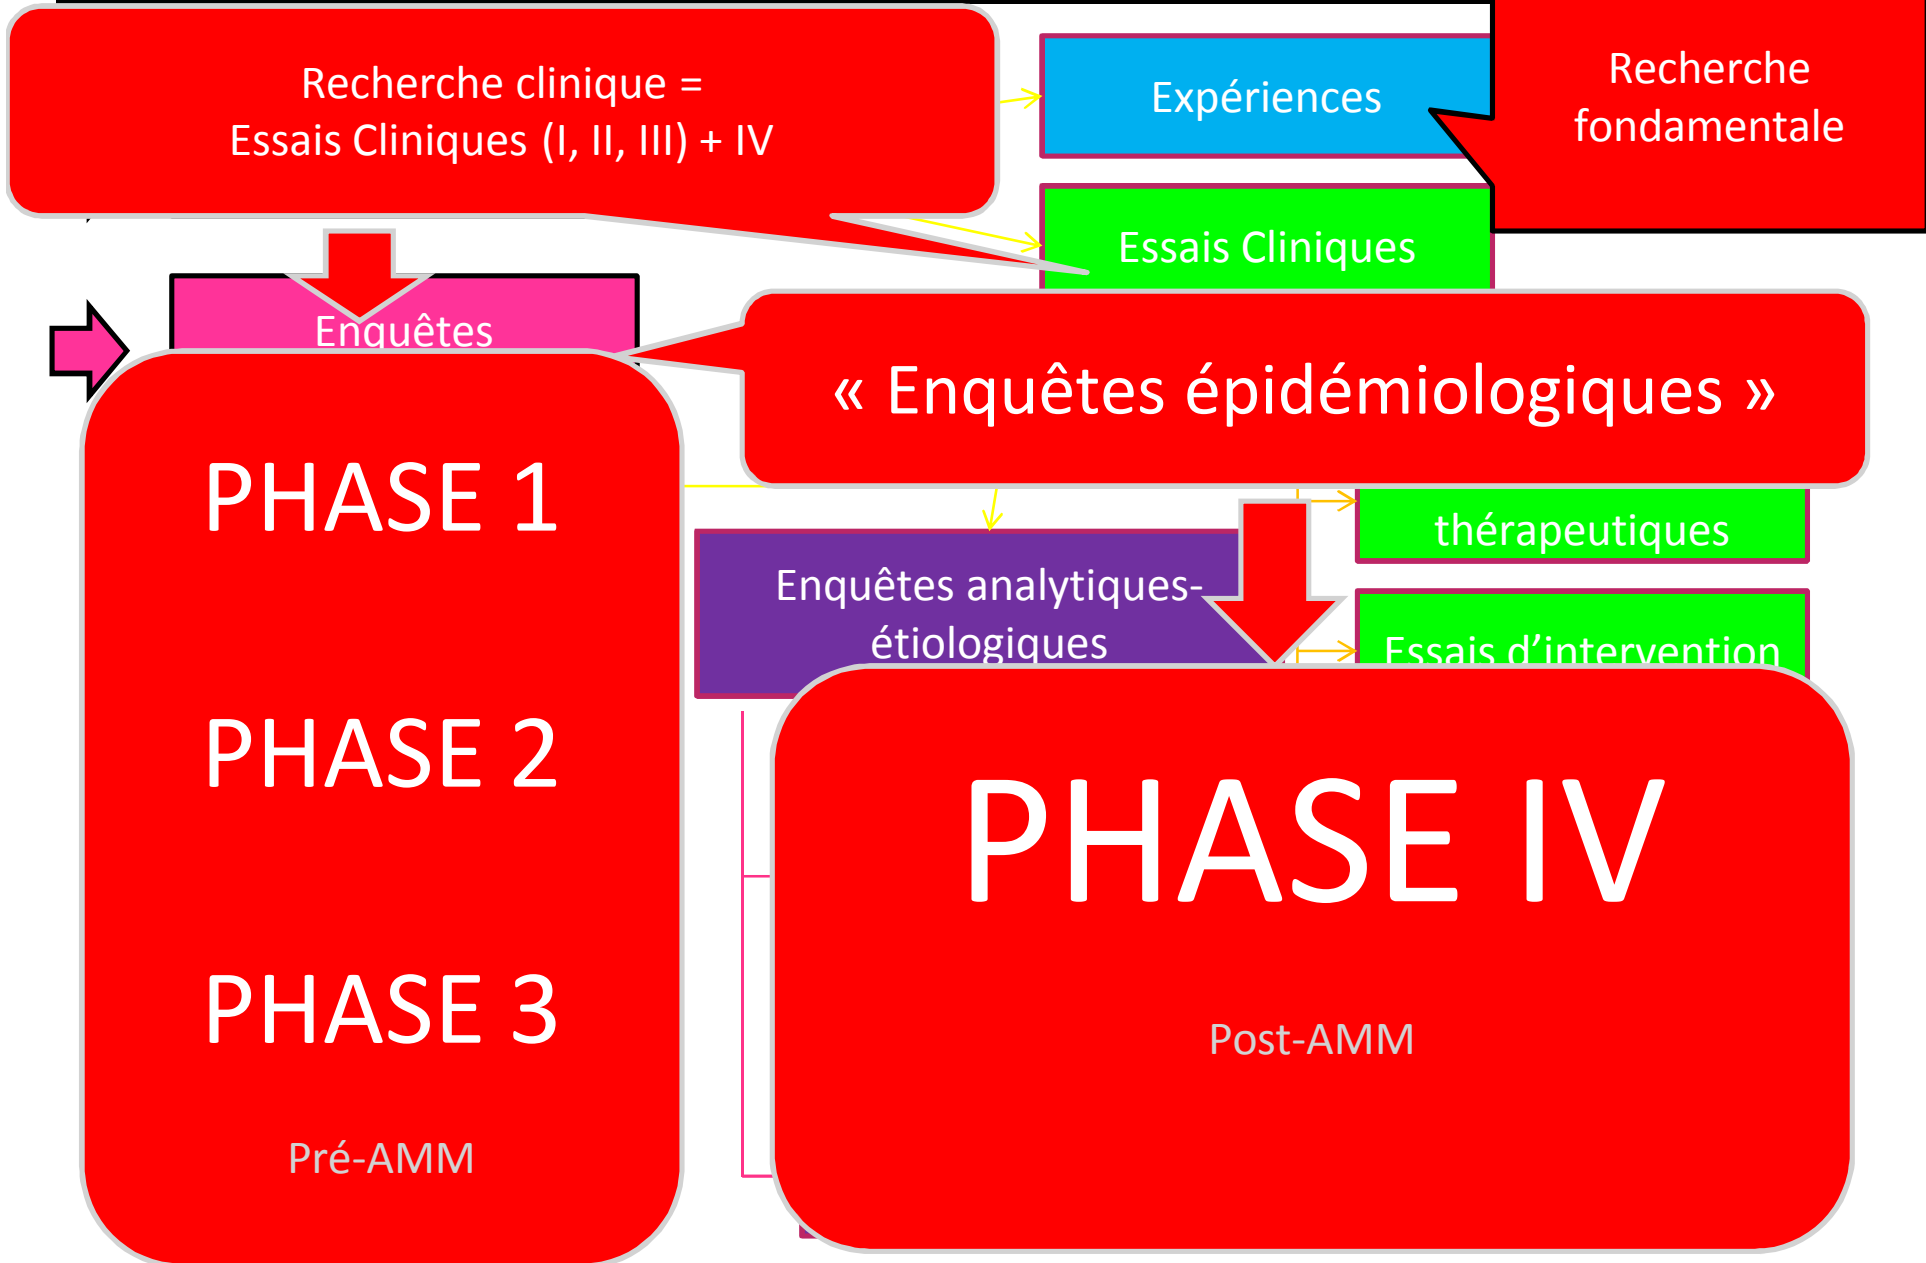 Recherche clinique =
Essais Cliniques (I, II, III) + IV
Expériences
Recherche
fondamentale
Essais Cliniques
Enquêtes
« Enquêtes épidémiologiques »
PHASE 1
PHASE 2
PHASE 3
Pré-AMM
thérapeutiques
Enquêtes analytiques-
étiologiques
Essais d’intervention
PHASE IV
Post-AMM